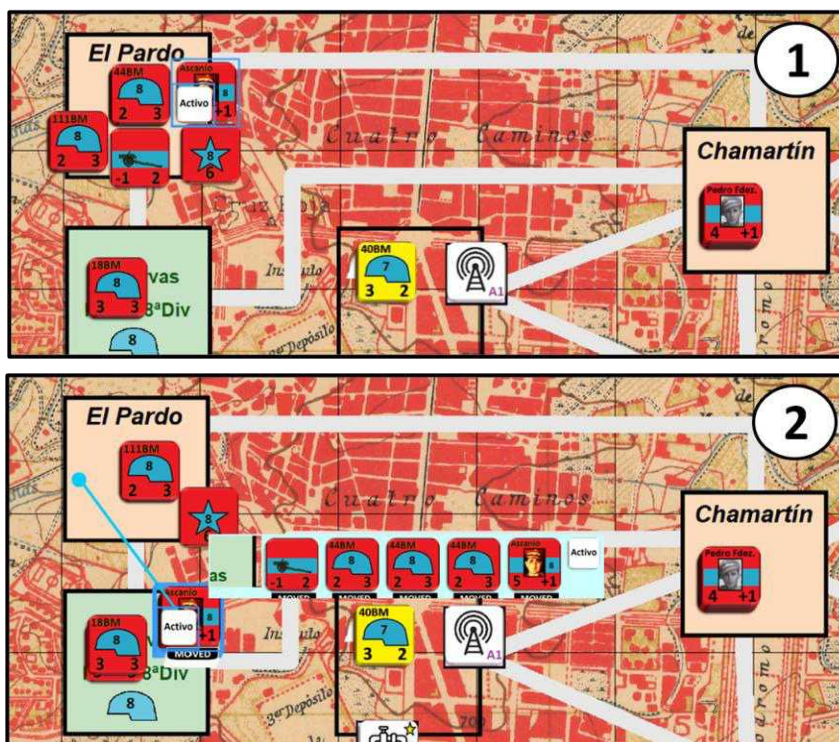 1
El Pardo
44BM
8
2 3
Ascanio
8
Activo
+1
111BM
8
2 3
-1 2
8
6
Cuatro Caminos
Chamartín
Pedro Fdez.
4 +1
18BM
8
3 3
vas
8ªDiv
8
40BM
7
3 2
A1
2
El Pardo
111BM
8
2 3
8
Cuatro Caminos
Chamartín
Pedro Fdez.
4 +1
as
-1 2
MOVED
44BM
8
2 3
MOVED
44BM
8
2 3
MOVED
44BM
8
2 3
MOVED
Ascanio
8
5 +1
MOVED
Activo
Ascanio
8
Activo
+1
MOVED
18BM
8
3 3
8ªDiv
8
40BM
7
3 2
A1
3er Depósito
700